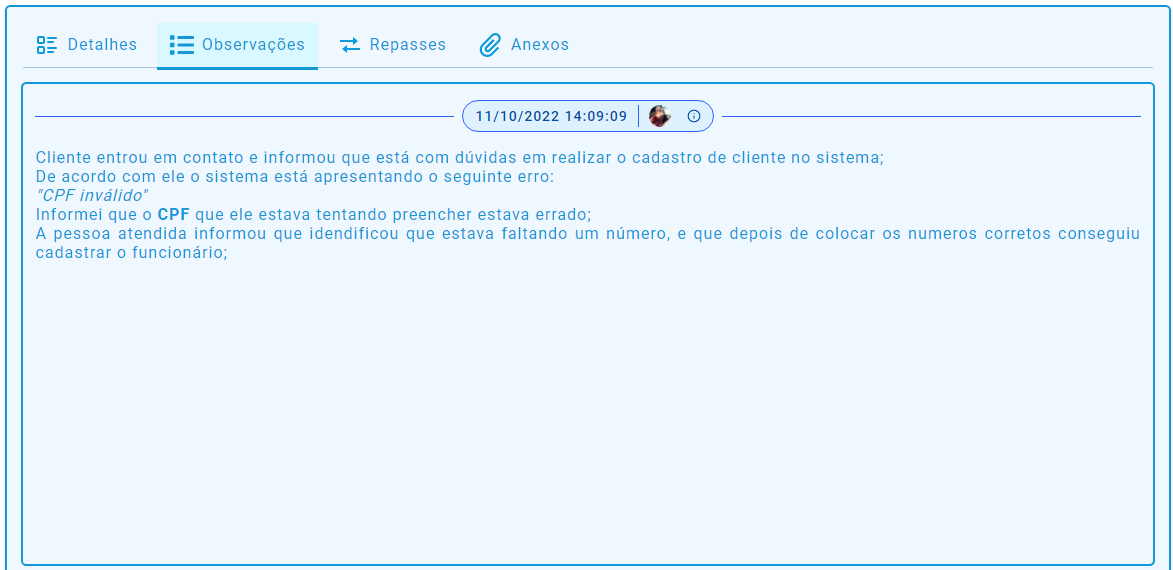 Detalhes Observações Repasses Anexos
11/10/2022 14:09:09
Cliente entrou em contato e informou que está com dúvidas em realizar o cadastro de cliente no sistema;
De acordo com ele o sistema está apresentando o seguinte erro:
"CPF inválido"
Informei que o CPF que ele estava tentando preencher estava errado;
A pessoa atendida informou que idendificou que estava faltando um número, e que depois de colocar os numeros corretos conseguiu
cadastrar o funcionário;